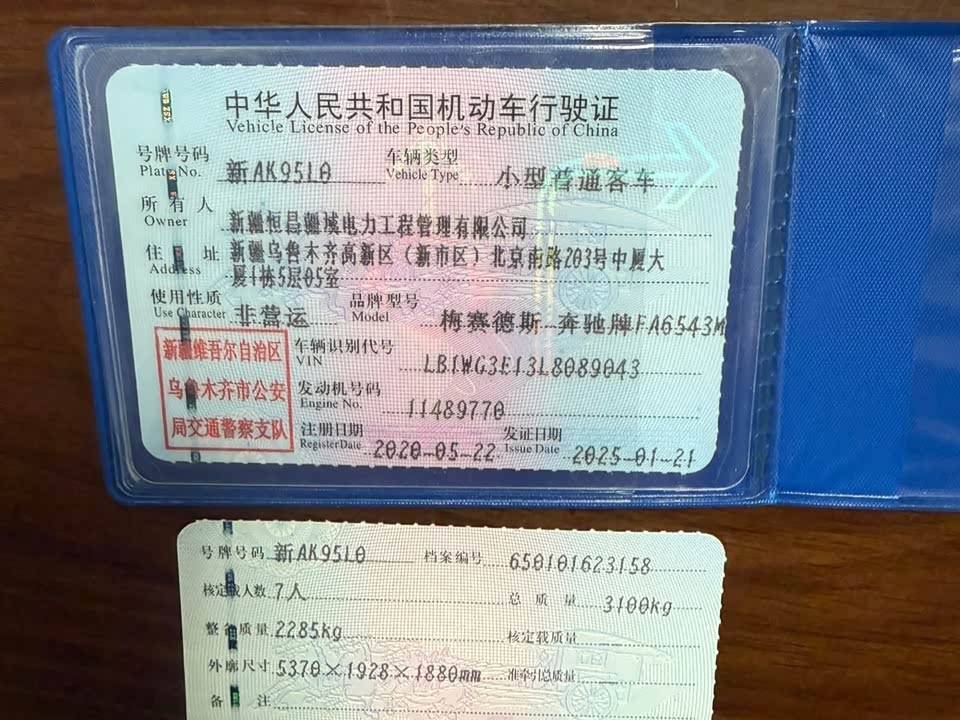 中华人民共和国机动车行驶证
Vehicle License of the People's Republic of China
号牌号码 新AK95L0 车辆类型 小型普通客车
Plate No. Vehicle Type
所有人 新疆恒昌疆域电力工程管理有限公司
Owner
住址 新疆乌鲁木齐高新区（新市区）北京南路203号中厦大
Address 厦1栋5层05室
使用性质 非营运 品牌型号 梅赛德斯-奔驰牌FA6543M
Use Character Model
新疆维吾尔自治区
乌鲁木齐市公安
局交通警察支队
车辆识别代号 LB1WG3E13L8089043
VIN
发动机号码 11489770
Engine No.
注册日期 2020-05-22 发证日期 2025-01-21
Register Date Issue Date
号牌号码 新AK95L0 档案编号 650101623158
核定载人数 7人 总质量 3100kg
整备质量 2285kg 核定载质量
外廓尺寸 5370×1928×1880mm 准牵引总质量
备注